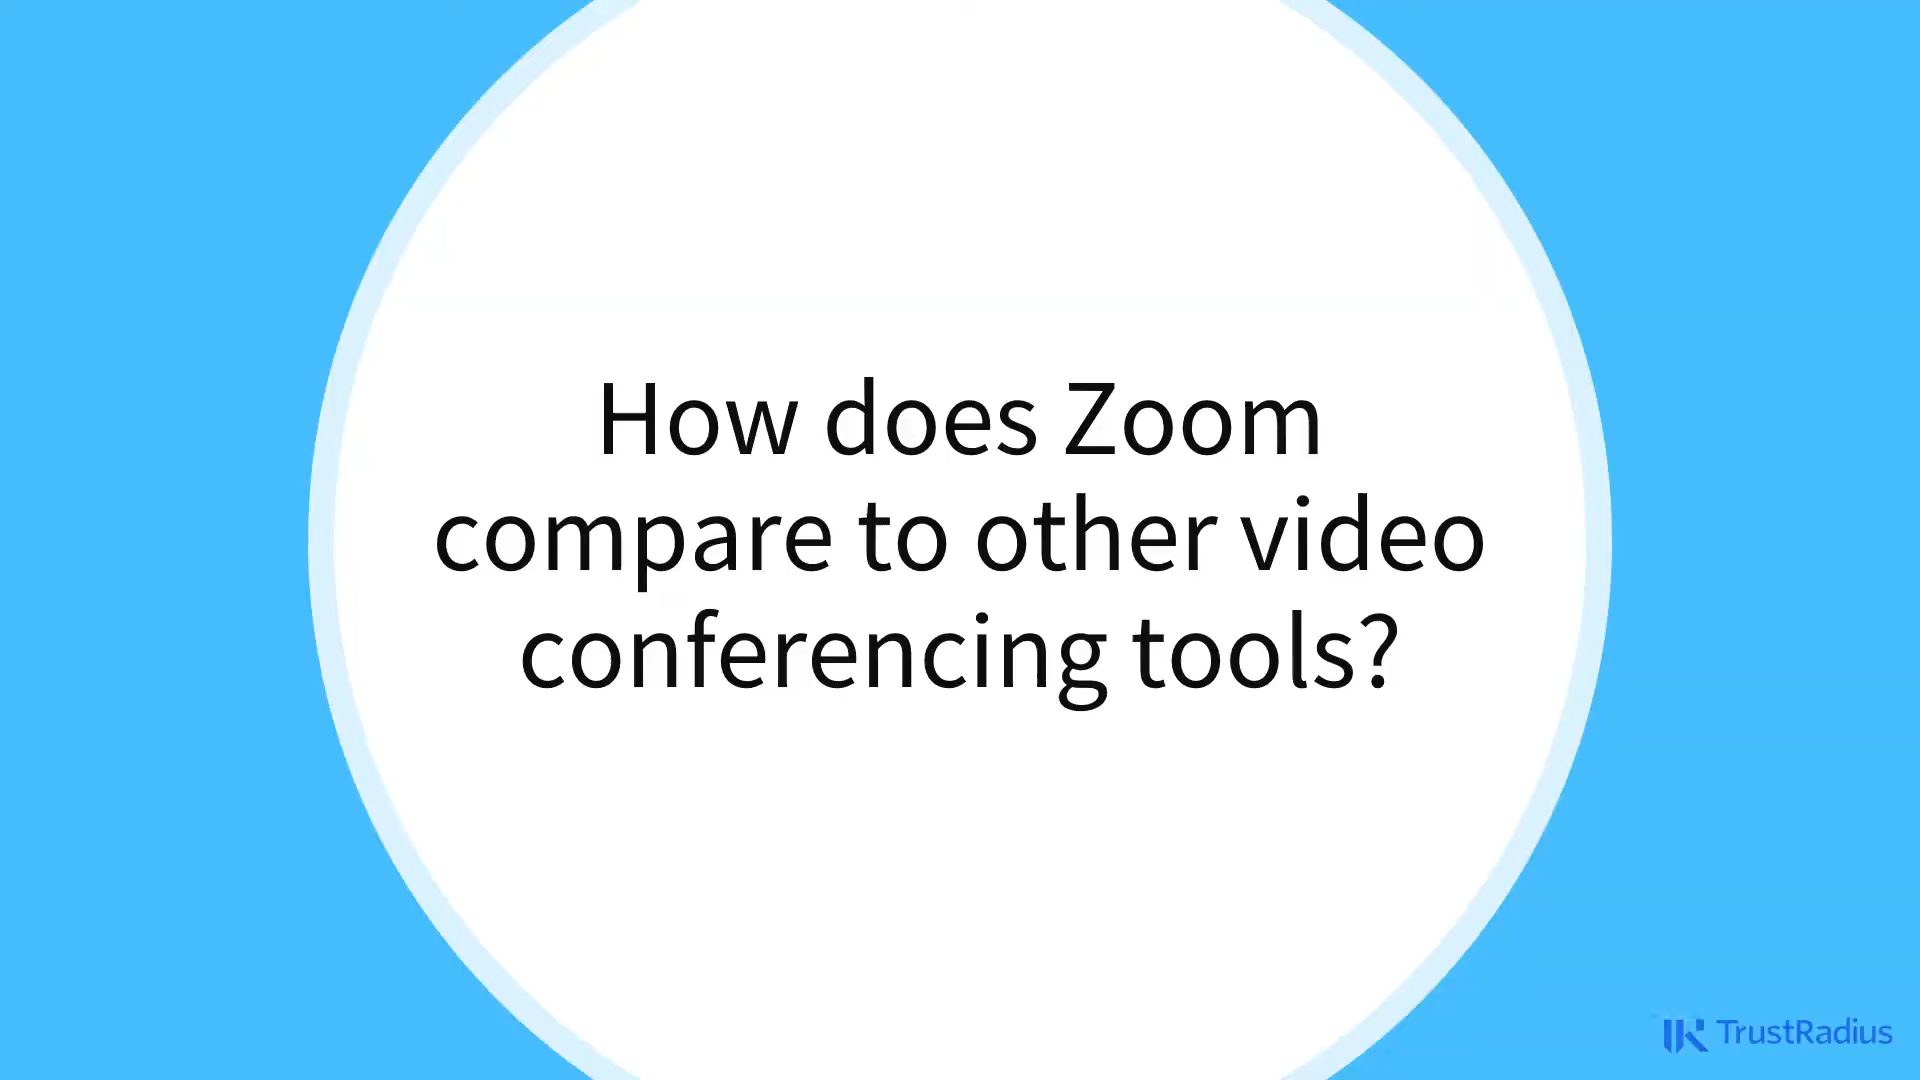 How does Zoom
compare to other video
conferencing tools?
TrustRadius